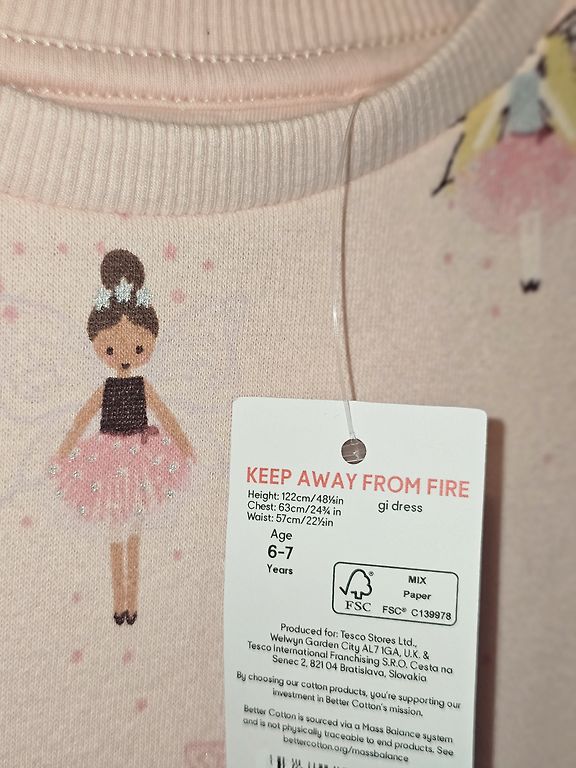 KEEP AWAY FROM FIRE
Height: 122cm/48⅛in
Chest: 63cm/24¾ in
Waist: 57cm/22½in
gi dress
Age
6-7
Years
FSC
MIX
Paper
FSC® C139978
Produced for: Tesco Stores Ltd.,
Welwyn Garden City AL7 1GA, U.K. &
Tesco International Franchising S.R.O. Cesta na
Senec 2, 821 04 Bratislava, Slovakia
By choosing our cotton products, you're supporting our
investment in Better Cotton's mission.
Better Cotton is sourced via a Mass Balance system
and is not physically traceable to end products. See
bettercotton.org/massbalance